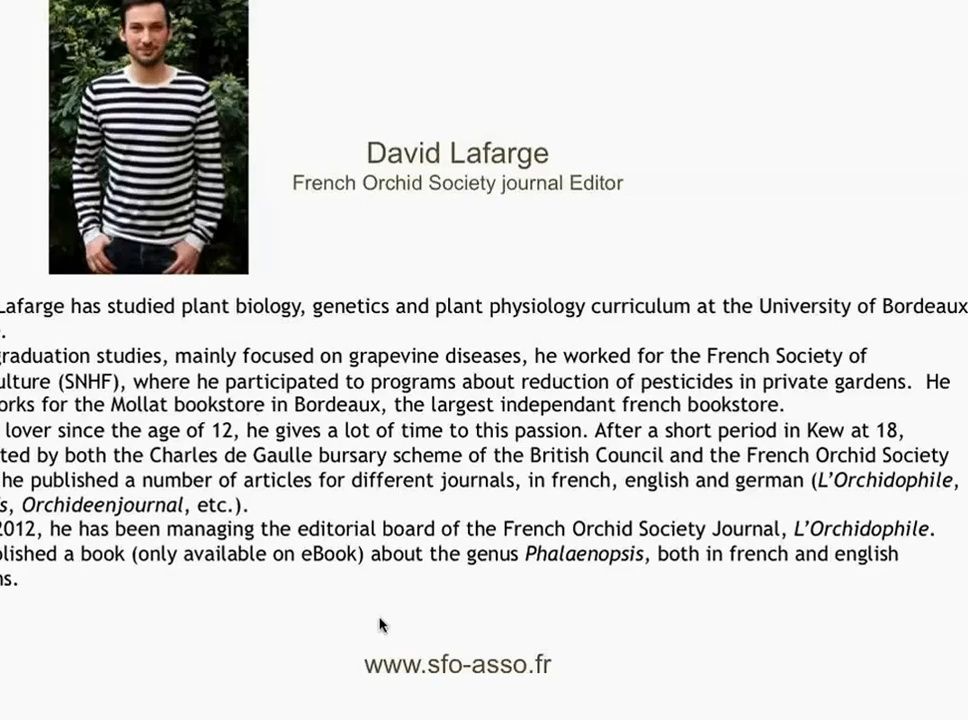 David Lafarge
French Orchid Society journal Editor
Lafarge has studied plant biology, genetics and plant physiology curriculum at the University of Bordeaux
.
graduation studies, mainly focused on grapevine diseases, he worked for the French Society of
ulture (SNHF), where he participated to programs about reduction of pesticides in private gardens. He
orks for the Mollat bookstore in Bordeaux, the largest independant french bookstore.
lover since the age of 12, he gives a lot of time to this passion. After a short period in Kew at 18,
ted by both the Charles de Gaulle bursary scheme of the British Council and the French Orchid Society
he published a number of articles for different journals, in french, english and german (L'Orchidophile,
s, Orchideenjournal, etc.).
2012, he has been managing the editorial board of the French Orchid Society Journal, L'Orchidophile.
blished a book (only available on eBook) about the genus Phalaenopsis, both in french and english
ns.
www.sfo-asso.fr